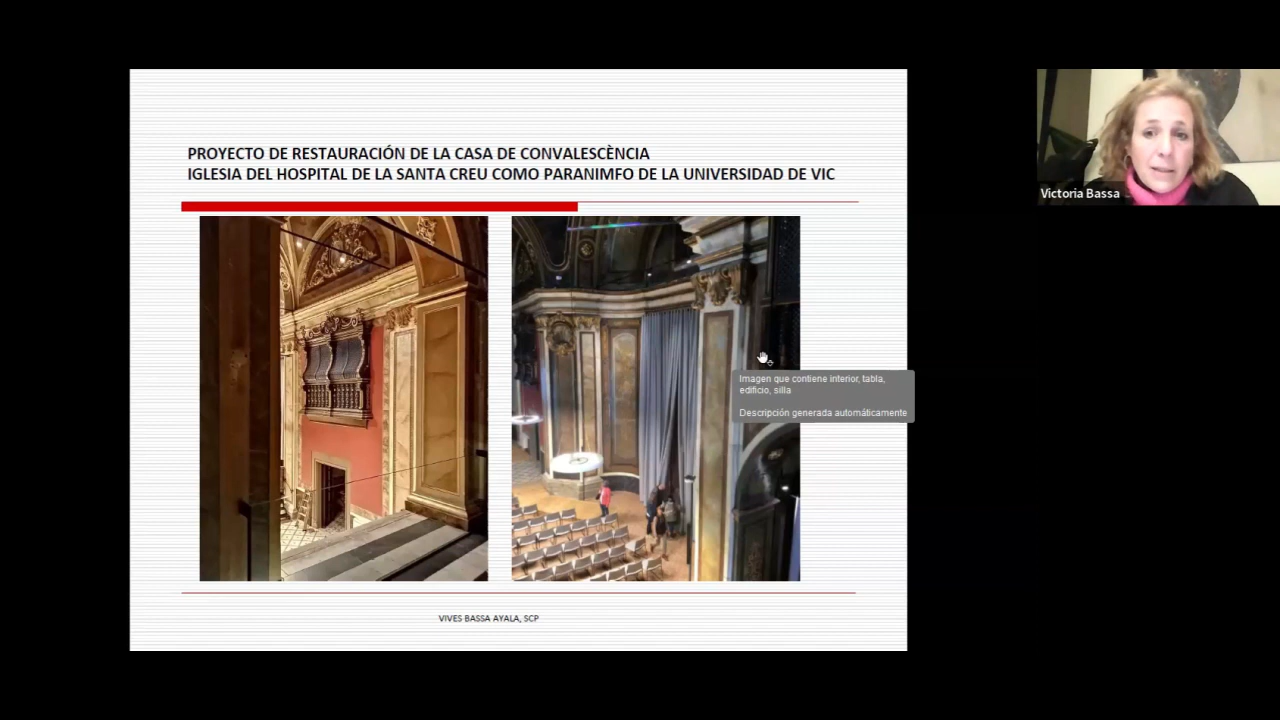 PROYECTO DE RESTAURACIÓN DE LA CASA DE CONVALESCÈNCIA
IGLESIA DEL HOSPITAL DE LA SANTA CREU COMO PARANIMFO DE LA UNIVERSIDAD DE VIC
Victoria Bassa
Imagen que contiene interior, tabla,
edificio, silla
Descripción generada automáticamente
VIVES BASSA AYALA, SCP